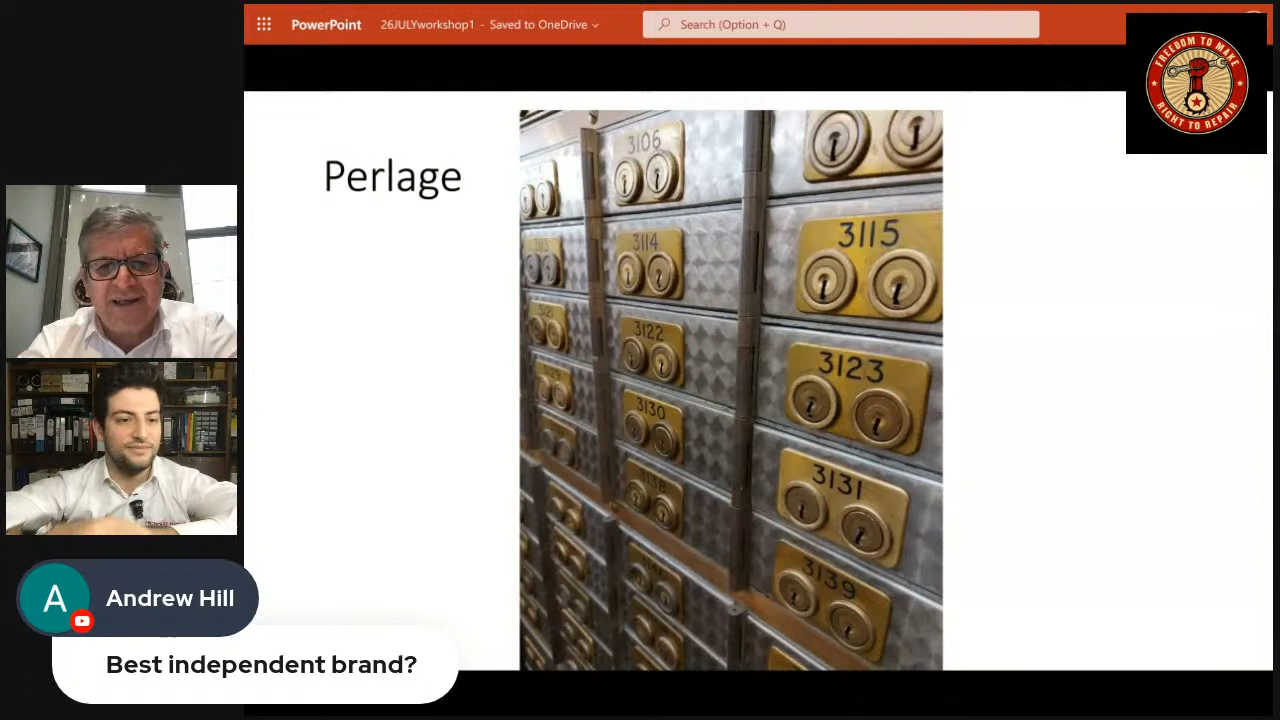 PowerPoint 26JULYworkshop1 - Saved to OneDrive
Search (Option + Q)
FREEDOM TO MAKE
RIGHT TO REPAIR
Perlage
3106
3114
3115
3122
3123
3130
3131
3138
3139
A
Andrew Hill
Best independent brand?